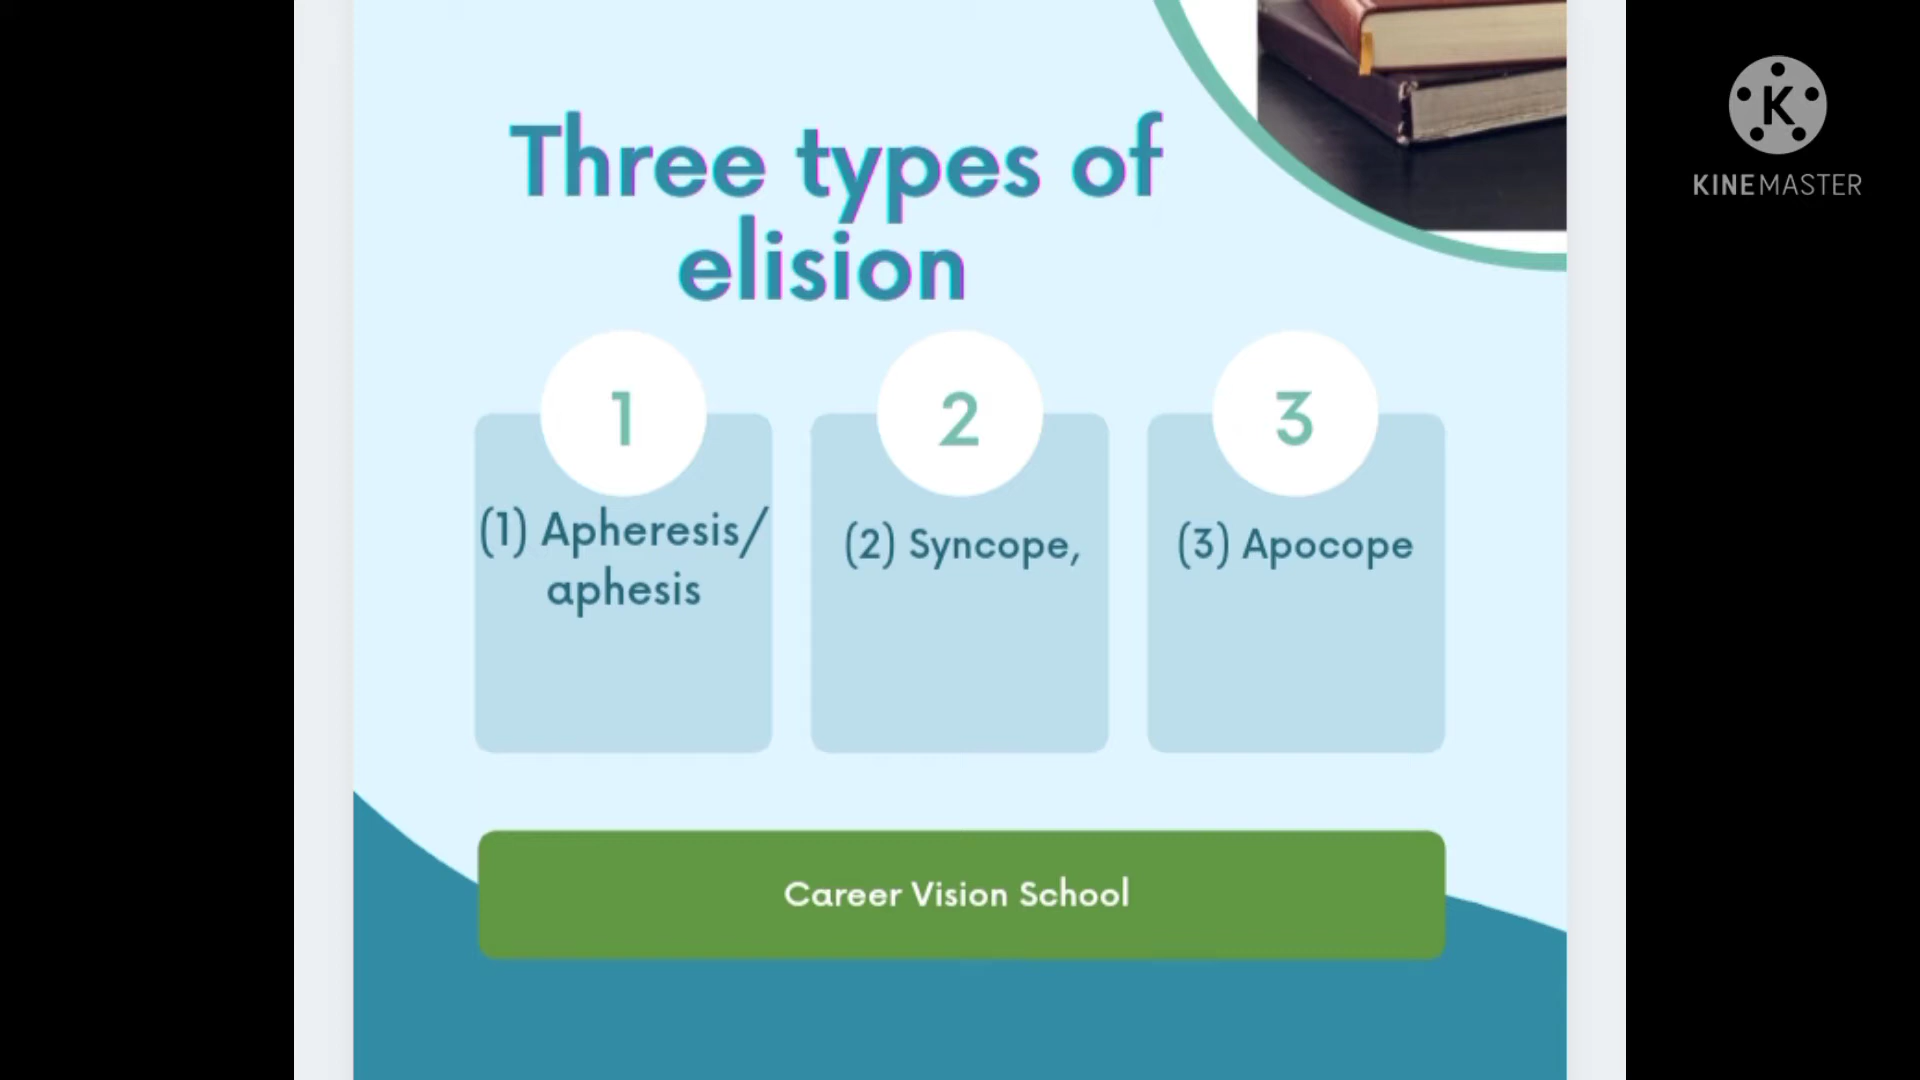 Three types of
elision
1
2
3
(1) Apheresis/
aphesis
(2) Syncope,
(3) Apocope
Career Vision School
K
KINEMASTER